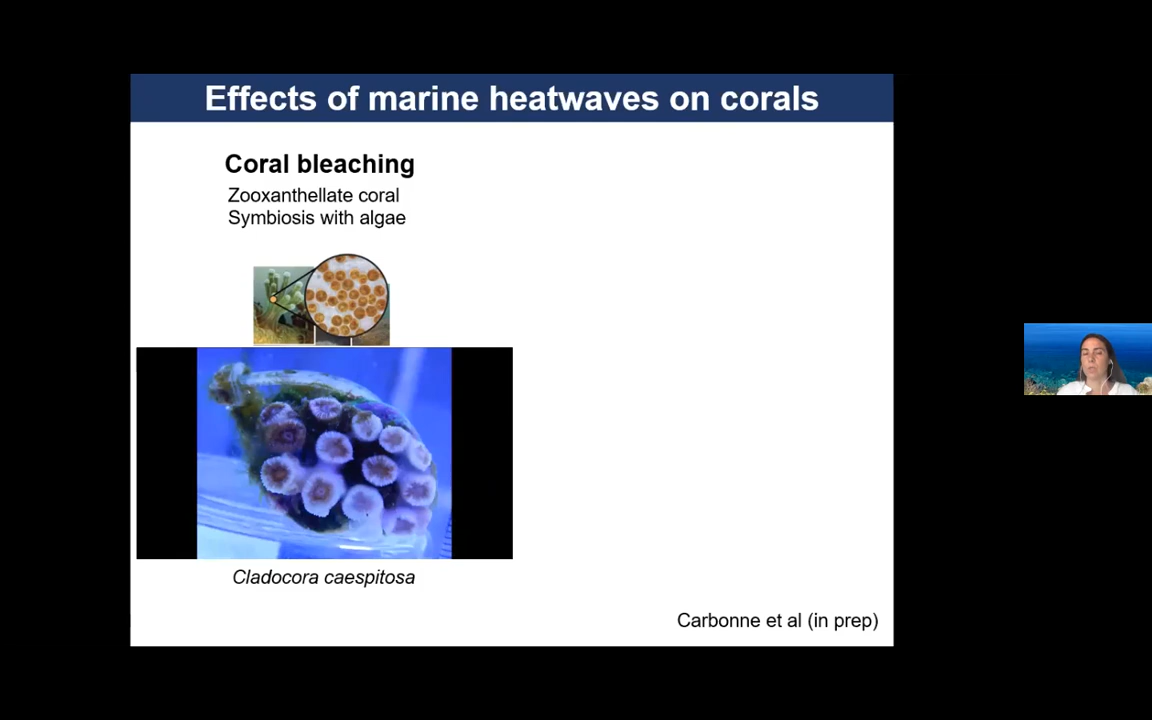 Effects of marine heatwaves on corals
Coral bleaching
Zooxanthellate coral
Symbiosis with algae
Cladocora caespitosa
Carbonne et al (in prep)